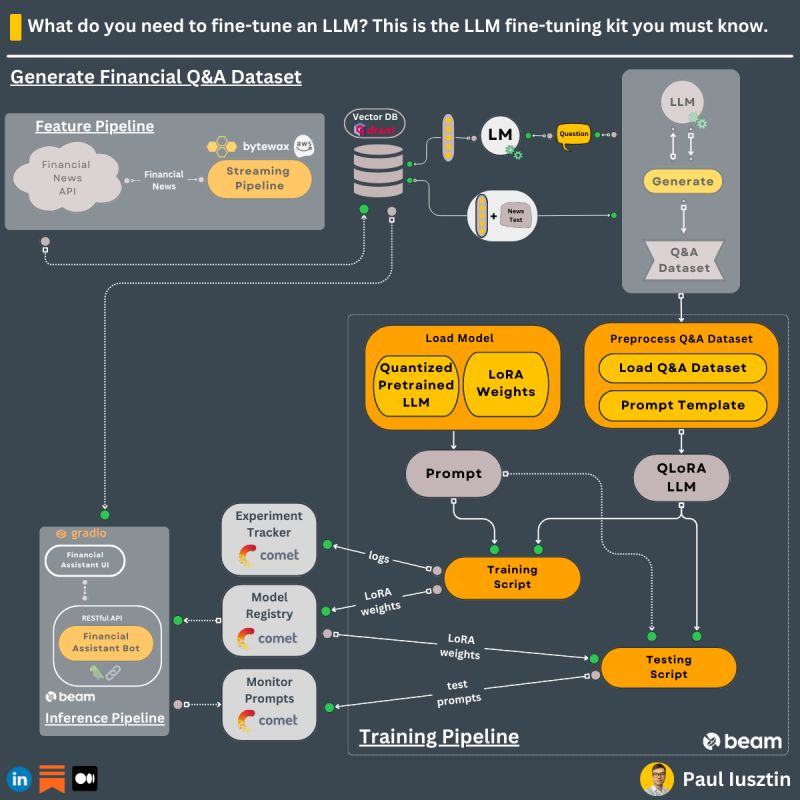 What do you need to fine-tune an LLM? This is the LLM fine-tuning kit you must know.
Generate Financial Q&A Dataset
Feature Pipeline
Financial
News
API
Financial
News
bytewax
aws
Streaming
Pipeline
Vector DB
qdrant
LM
Question
+
News
Text
LLM
Generate
Q&A
Dataset
Load Model
Quantized
Pretrained
LLM
LoRA
Weights
Preprocess Q&A Dataset
Load Q&A Dataset
Prompt Template
Prompt
QLoRA
LLM
Training
Script
Testing
Script
logs
LoRA
weights
LoRA
weights
test
prompts
Experiment
Tracker
comet
Model
Registry
comet
Monitor
Prompts
comet
gradio
Financial
Assistant UI
RESTful API
Financial
Assistant Bot
beam
Inference Pipeline
Training Pipeline
beam
in
Paul Iusztin